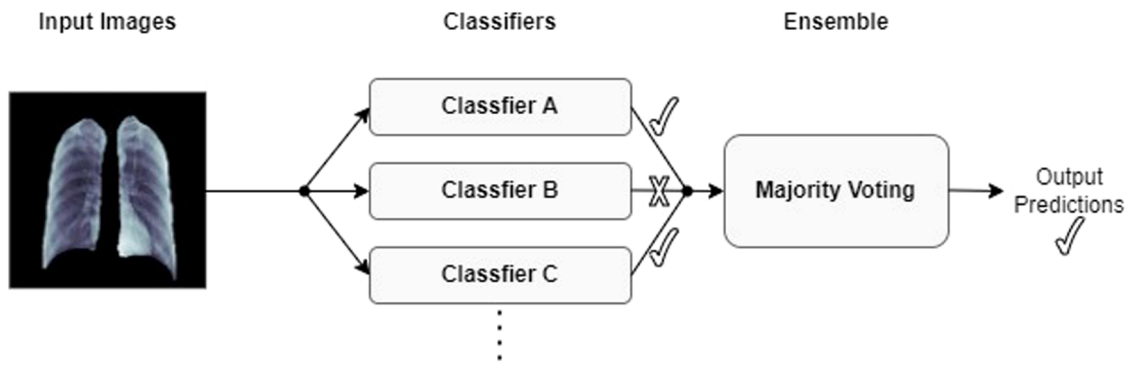 Input Images
Classifiers
Ensemble
Classfier A
Classfier B
Classfier C
Majority Voting
Output
Predictions